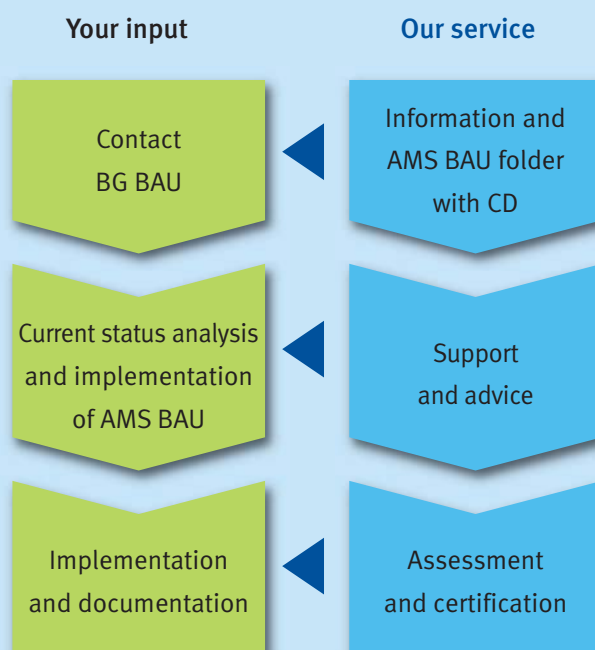 Your input
Our service
Contact
BG BAU
Information and
AMS BAU folder
with CD
Current status analysis
and implementation
of AMS BAU
Support
and advice
Implementation
and documentation
Assessment
and certification